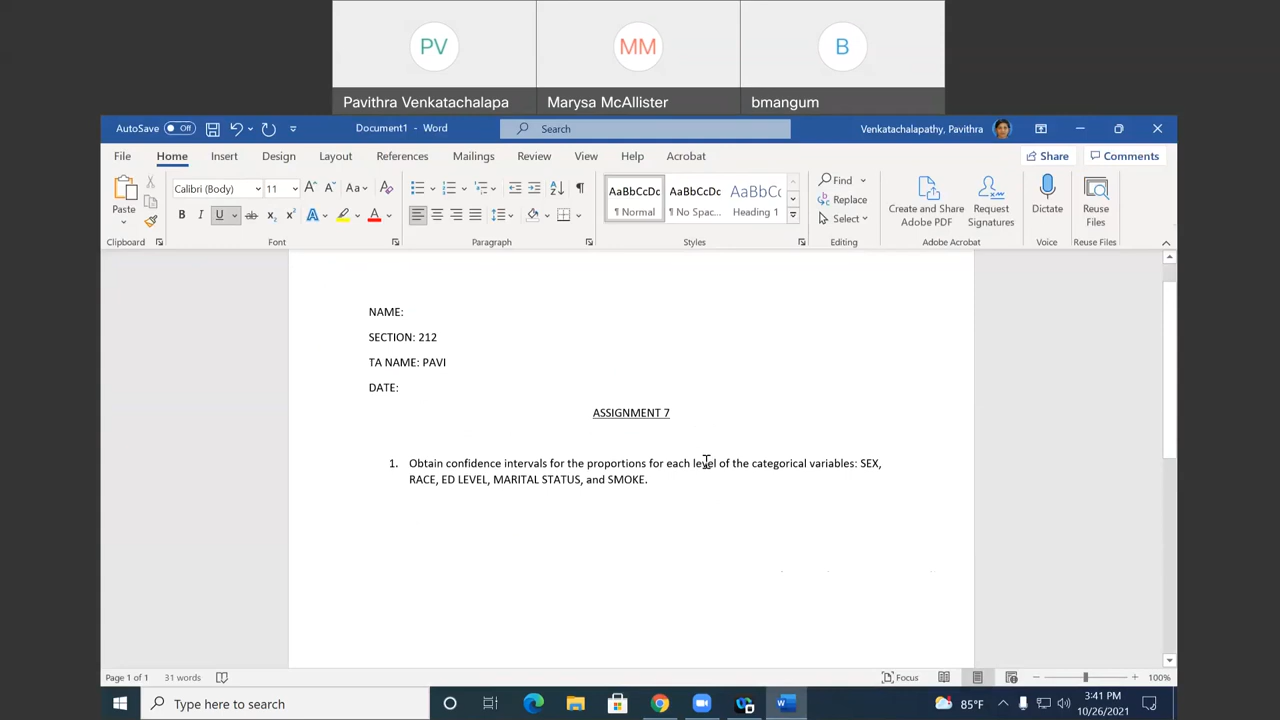 PV MM B
Pavithra Venkatachalapa Marysa McAllister bmangum
AutoSave Off Document1 - Word Search Venkatachalapathy, Pavithra
File Home Insert Design Layout References Mailings Review View Help Acrobat Share Comments
Paste Calibri (Body) 11 A A Aa A AaBbCcDc AaBbCcDc AaBbCc Find Create and Share Request Dictate Reuse
Replace Adobe PDF Signatures Files
B I U ab x₂ x² A A ¶ Normal ¶ No Spac... Heading 1 Select
Clipboard Font Paragraph Styles Editing Adobe Acrobat Voice Reuse Files
NAME:
SECTION: 212
TA NAME: PAVI
DATE:
ASSIGNMENT 7
1. Obtain confidence intervals for the proportions for each level of the categorical variables: SEX,
RACE, ED LEVEL, MARITAL STATUS, and SMOKE.
Page 1 of 1 31 words Focus 100%
Type here to search 85°F 3:41 PM
10/26/2021